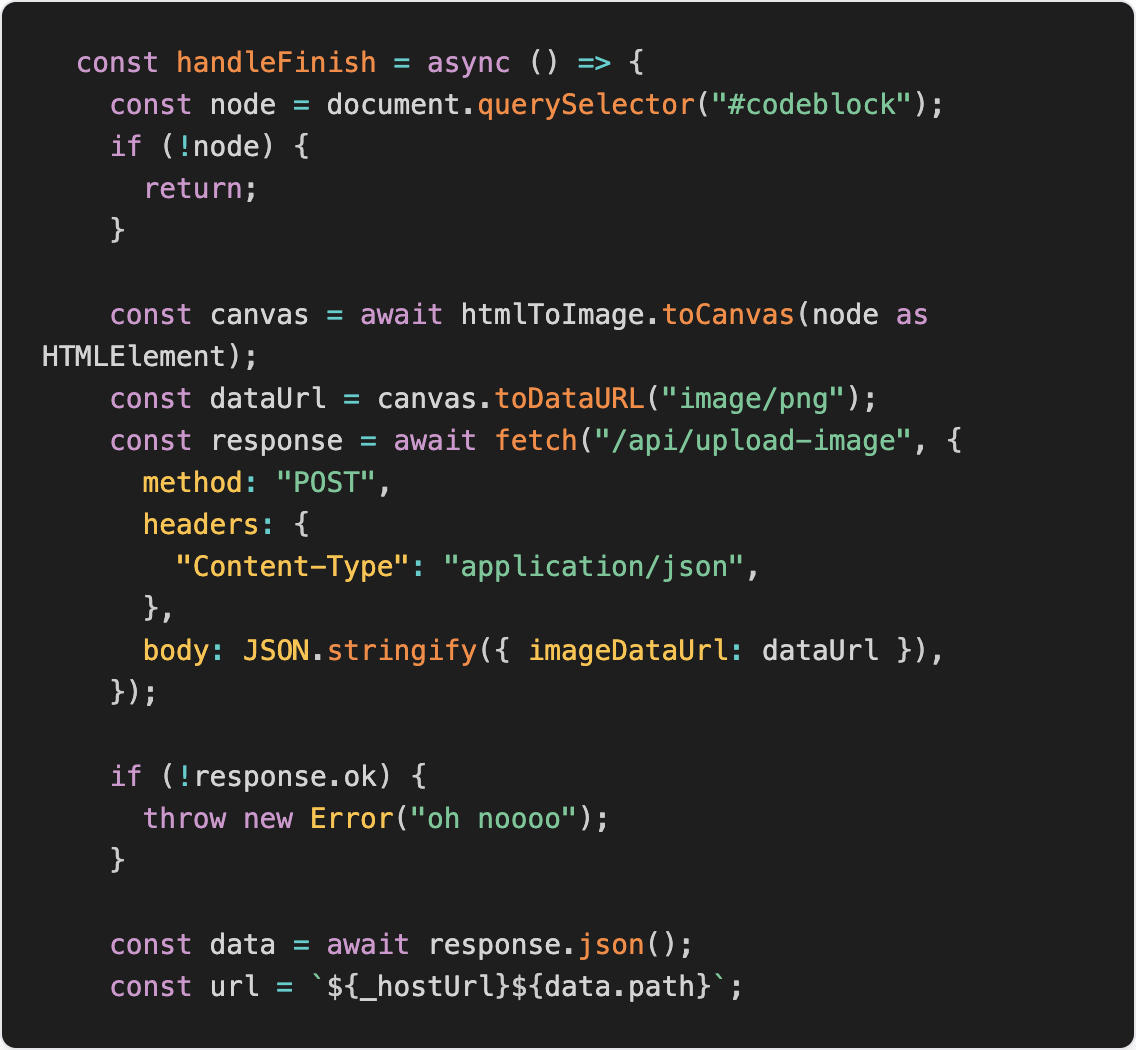 const handleFinish = async () => {
const node = document.querySelector("#codeblock");
if (!node) {
return;
}
const canvas = await htmlToImage.toCanvas(node as
HTMLElement);
const dataUrl = canvas.toDataURL("image/png");
const response = await fetch("/api/upload-image", {
method: "POST",
headers: {
"Content-Type": "application/json",
},
body: JSON.stringify({ imageDataUrl: dataUrl }),
});
if (!response.ok) {
throw new Error("oh noooo");
}
const data = await response.json();
const url = `${_hostUrl}${data.path}`;